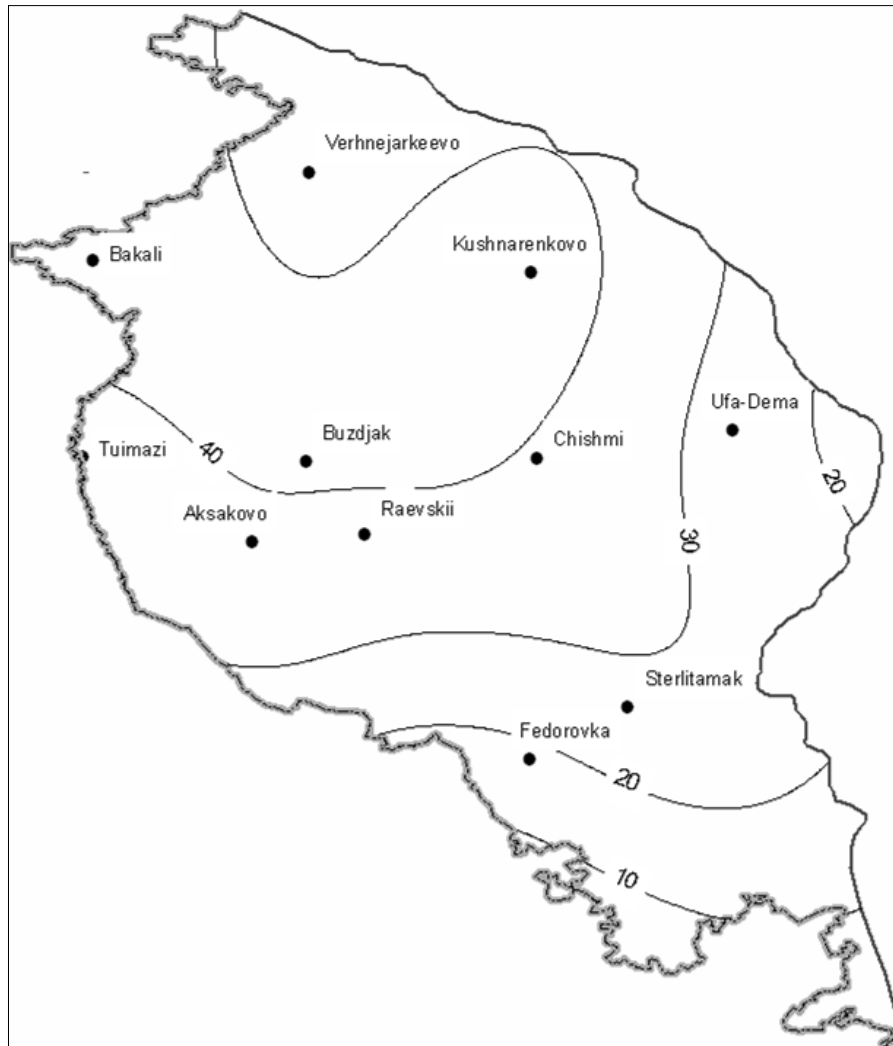 Verhnejarkeevo
Kushnarenkovo
Bakali
Ufa-Dema
Buzdjak
Chishmi
Tuimazi
40
20
Raevskii
Aksakovo
30
Sterlitamak
Fedorovka
20
10